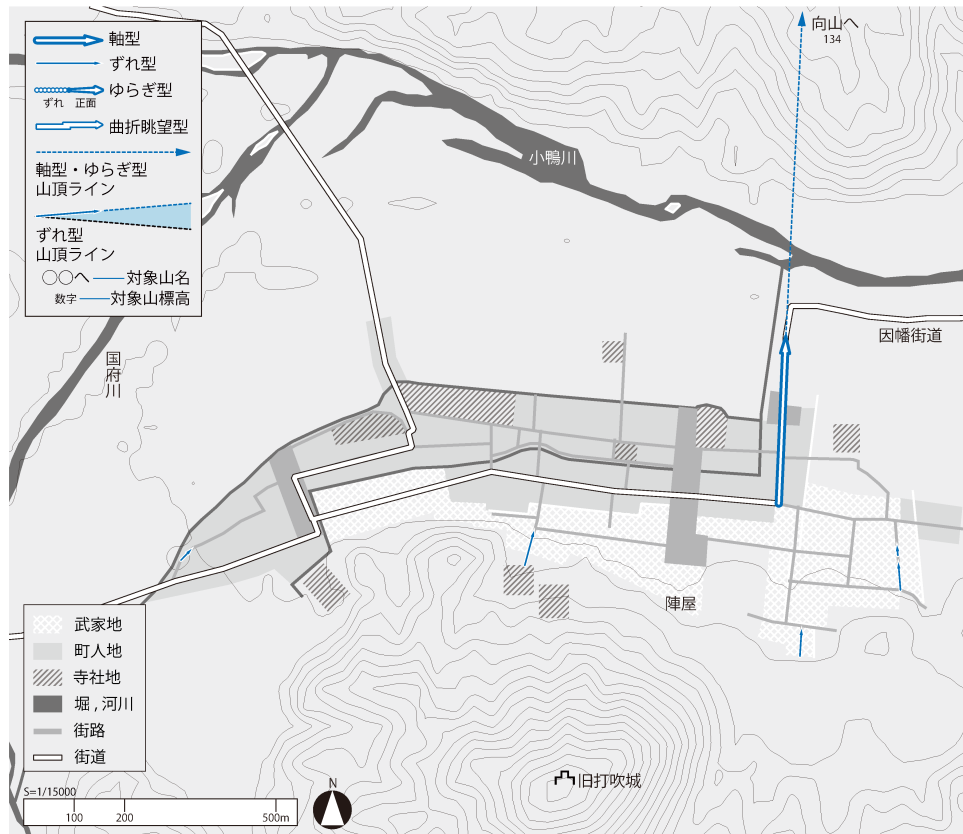 軸型
ずれ型
ゆらぎ型
ずれ 正面
曲折眺望型
軸型・ゆらぎ型
山頂ライン
ずれ型
山頂ライン
○○へ 対象山名
数字 対象山標高
向山へ
134
小鴨川
因幡街道
国府川
陣屋
旧打吹城
武家地
町人地
寺社地
堀,河川
街路
街道
S=1/15000
100 200 500m
N